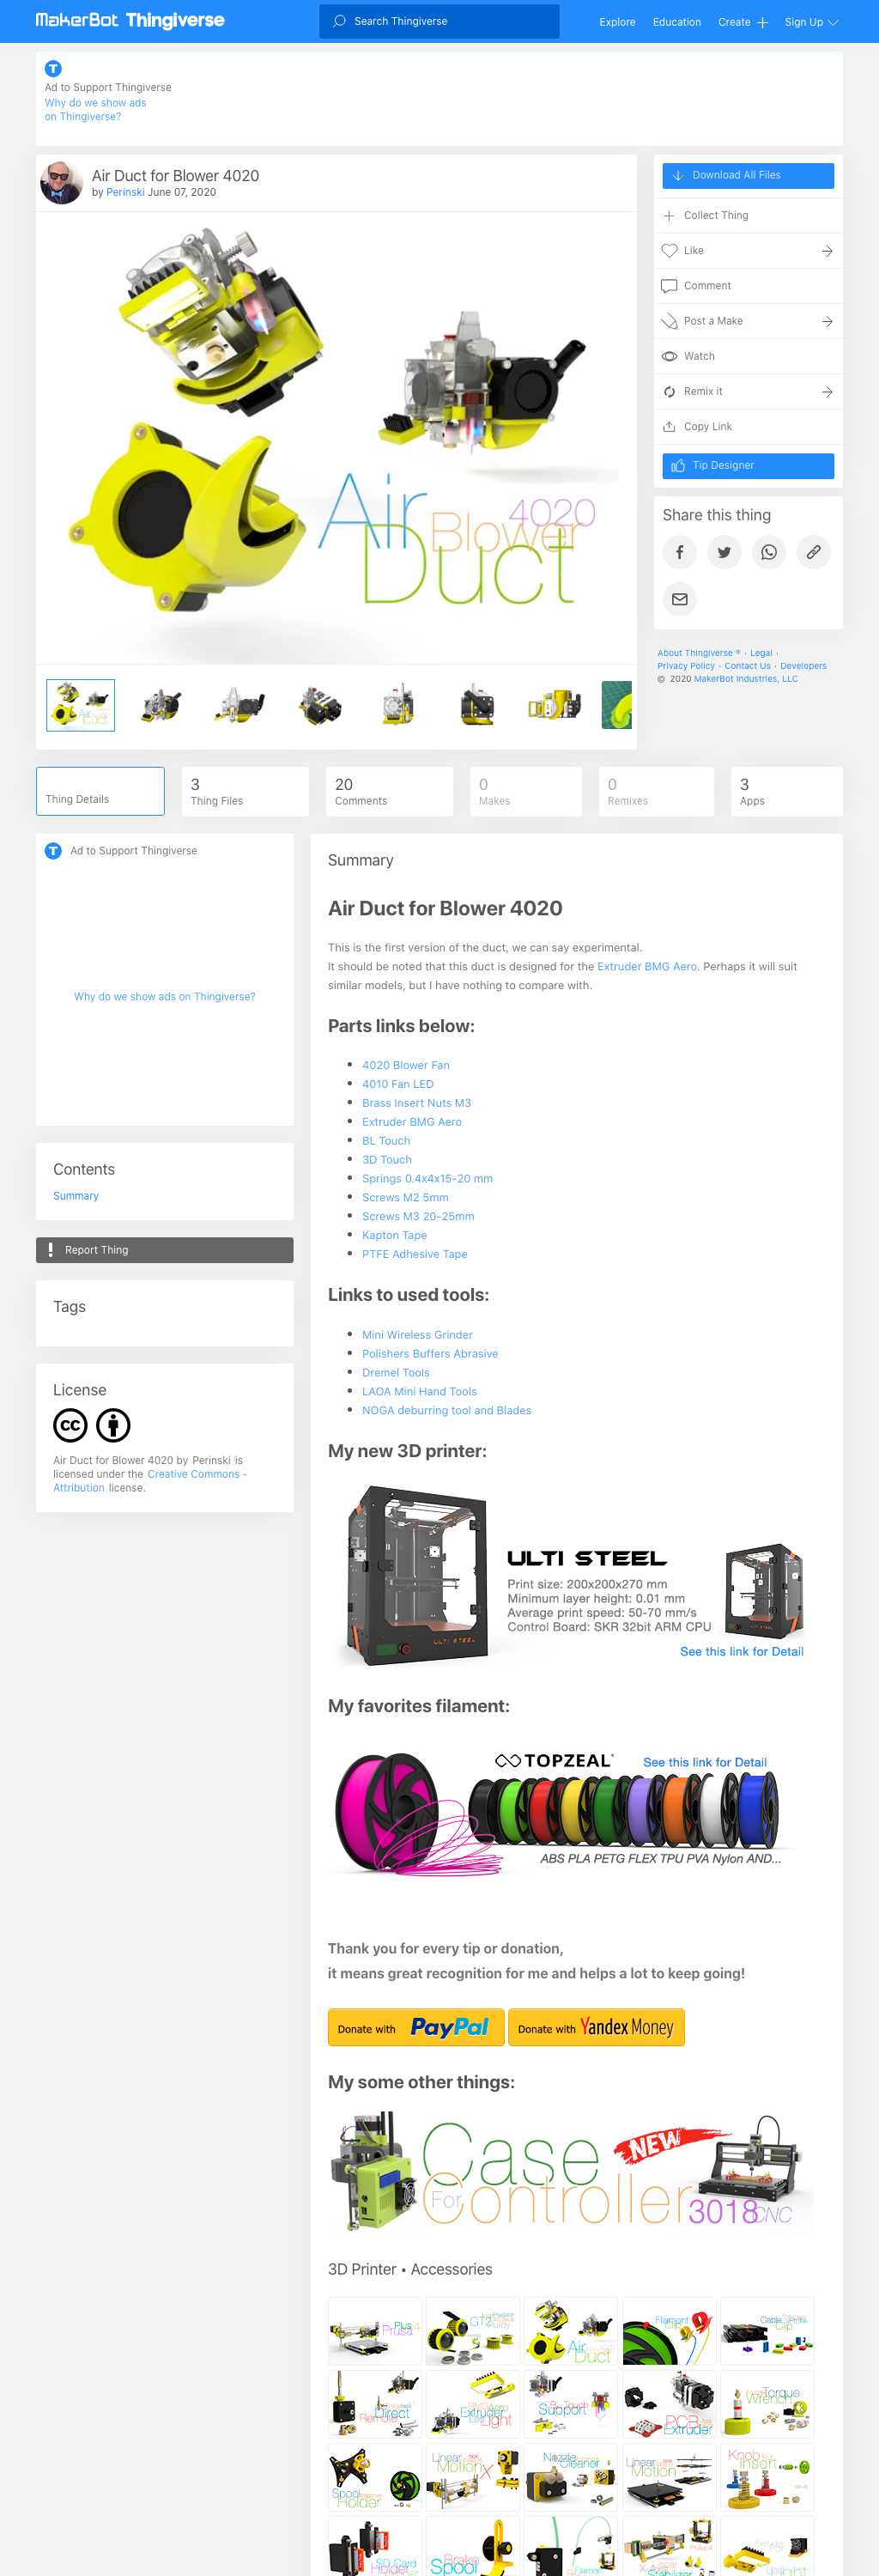 MakerBot Thingiverse
Search Thingiverse
Explore
Education
Create
Sign Up
Ad to Support Thingiverse
Why do we show ads
on Thingiverse?
Air Duct for Blower 4020
by Perinski June 07, 2020
Air
Blower
4020
Duct
Download All Files
Collect Thing
Like
Comment
Post a Make
Watch
Remix it
Copy Link
Tip Designer
Share this thing
About Thingiverse ® · Legal ·
Privacy Policy · Contact Us · Developers
© 2020 MakerBot Industries, LLC
Thing Details
3
Thing Files
20
Comments
0
Makes
0
Remixes
3
Apps
Ad to Support Thingiverse
Why do we show ads on Thingiverse?
Contents
Summary
Report Thing
Tags
License
cc
Air Duct for Blower 4020 by Perinski is
licensed under the Creative Commons -
Attribution license.
Summary
Air Duct for Blower 4020
This is the first version of the duct, we can say experimental.
It should be noted that this duct is designed for the Extruder BMG Aero. Perhaps it will suit
similar models, but I have nothing to compare with.
Parts links below:
4020 Blower Fan
4010 Fan LED
Brass Insert Nuts M3
Extruder BMG Aero
BL Touch
3D Touch
Springs 0.4x4x15-20 mm
Screws M2 5mm
Screws M3 20-25mm
Kapton Tape
PTFE Adhesive Tape
Links to used tools:
Mini Wireless Grinder
Polishers Buffers Abrasive
Dremel Tools
LAOA Mini Hand Tools
NOGA deburring tool and Blades
My new 3D printer:
ULTI STEEL
ULTI STEEL
Print size: 200x200x270 mm
Minimum layer height: 0.01 mm
Average print speed: 50-70 mm/s
Control Board: SKR 32bit ARM CPU
See this link for Detail
My favorites filament:
TOPZEAL
See this link for Detail
ABS PLA PETG FLEX TPU PVA Nylon AND...
Thank you for every tip or donation,
it means great recognition for me and helps a lot to keep going!
Donate with PayPal
Donate with Yandex Money
My some other things:
Case
NEW
For
Controller
3018
CNC
3D Printer • Accessories
Plus 4
Prusa
GT2
Pulley
Air
Duct
Filament
Clip
Cable
Clip
Remote
Direct
Extruder
Light
BL Touch
Support
PCB
Extruder
Torque
Wrench
Spool
Holder
Linear
Motion
X
Nozzle
Cleaner
Linear
Motion
Knob
Insert
SD Card
Holder
Brake
Spool
Filament
Stabilizer
Extruder
Light